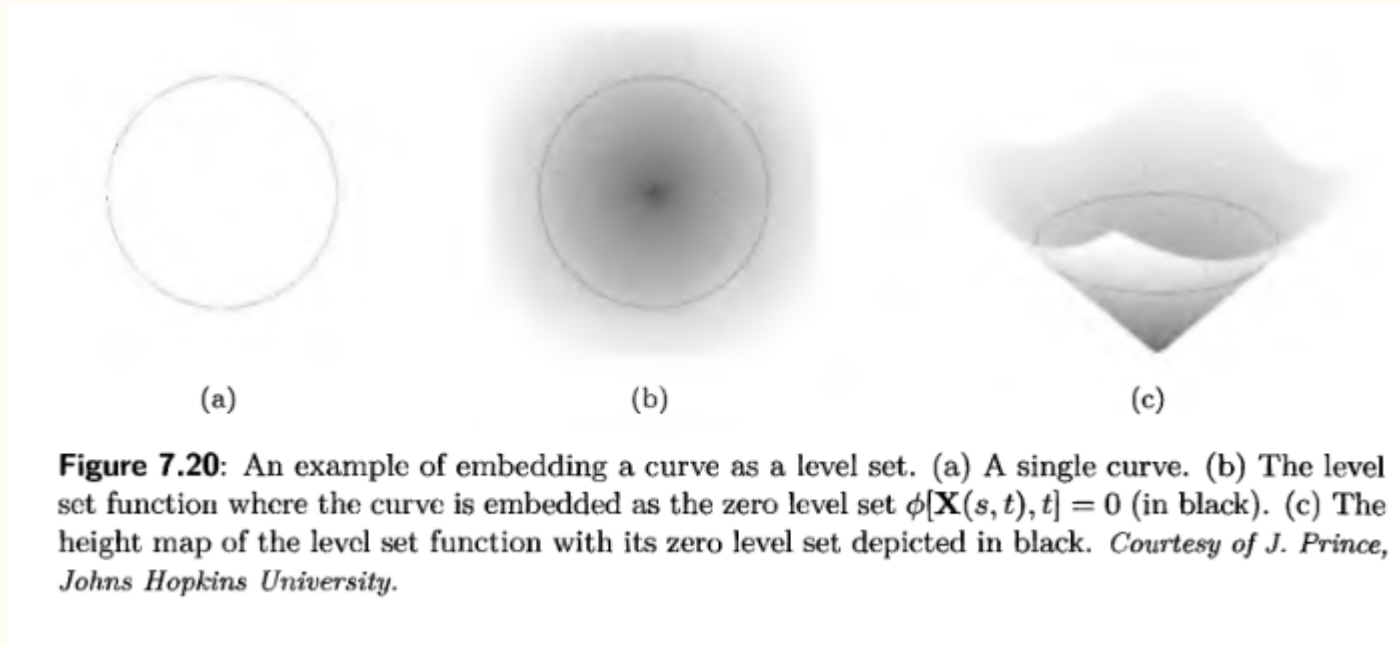 (a) (b) (c)
Figure 7.20: An example of embedding a curve as a level set. (a) A single curve. (b) The level
set function where the curve is embedded as the zero level set ϕ[X(s, t), t] = 0 (in black). (c) The
height map of the level set function with its zero level set depicted in black. Courtesy of J. Prince,
Johns Hopkins University.